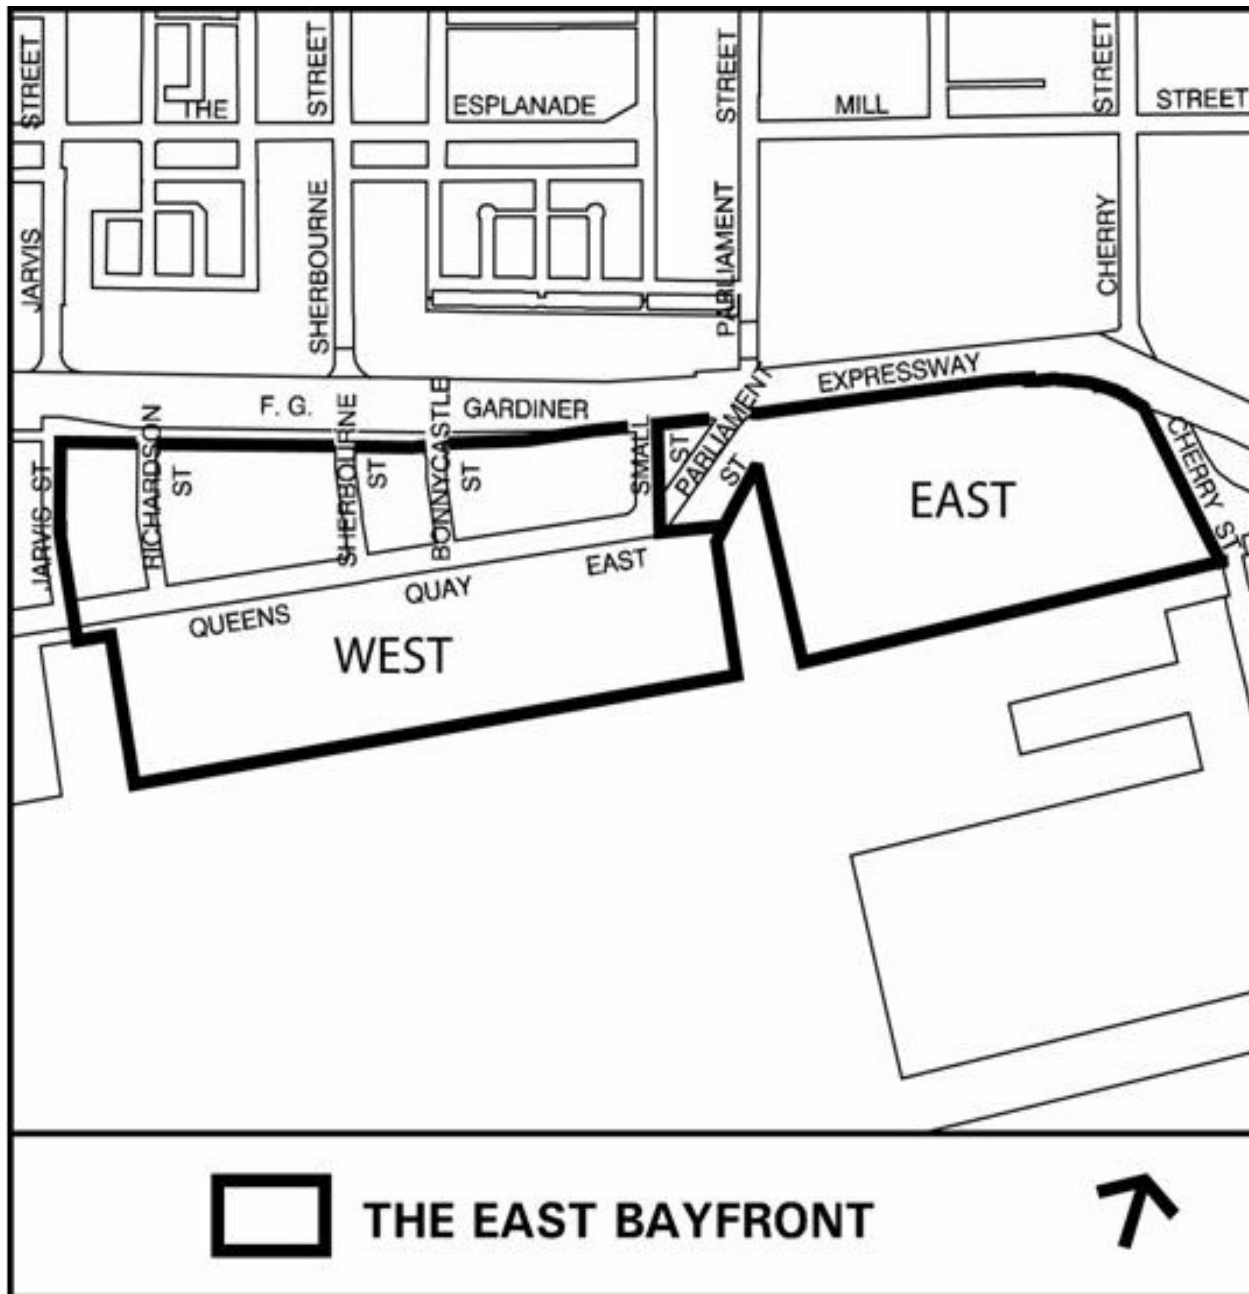 STREET
STREET
STREET
STREET
THE
ESPLANADE
MILL
STREET
JARVIS
SHERBOURNE
PARLIAMENT
CHERRY
F. G.
GARDINER
EXPRESSWAY
JARVIS ST
RICHARDSON
ST
SHERBOURNE
ST
BONNYCASTLE
ST
SMALL
ST
PARLIAMENT
ST
CHERRY
ST
EAST
QUEENS
QUAY
EAST
WEST
THE EAST BAYFRONT